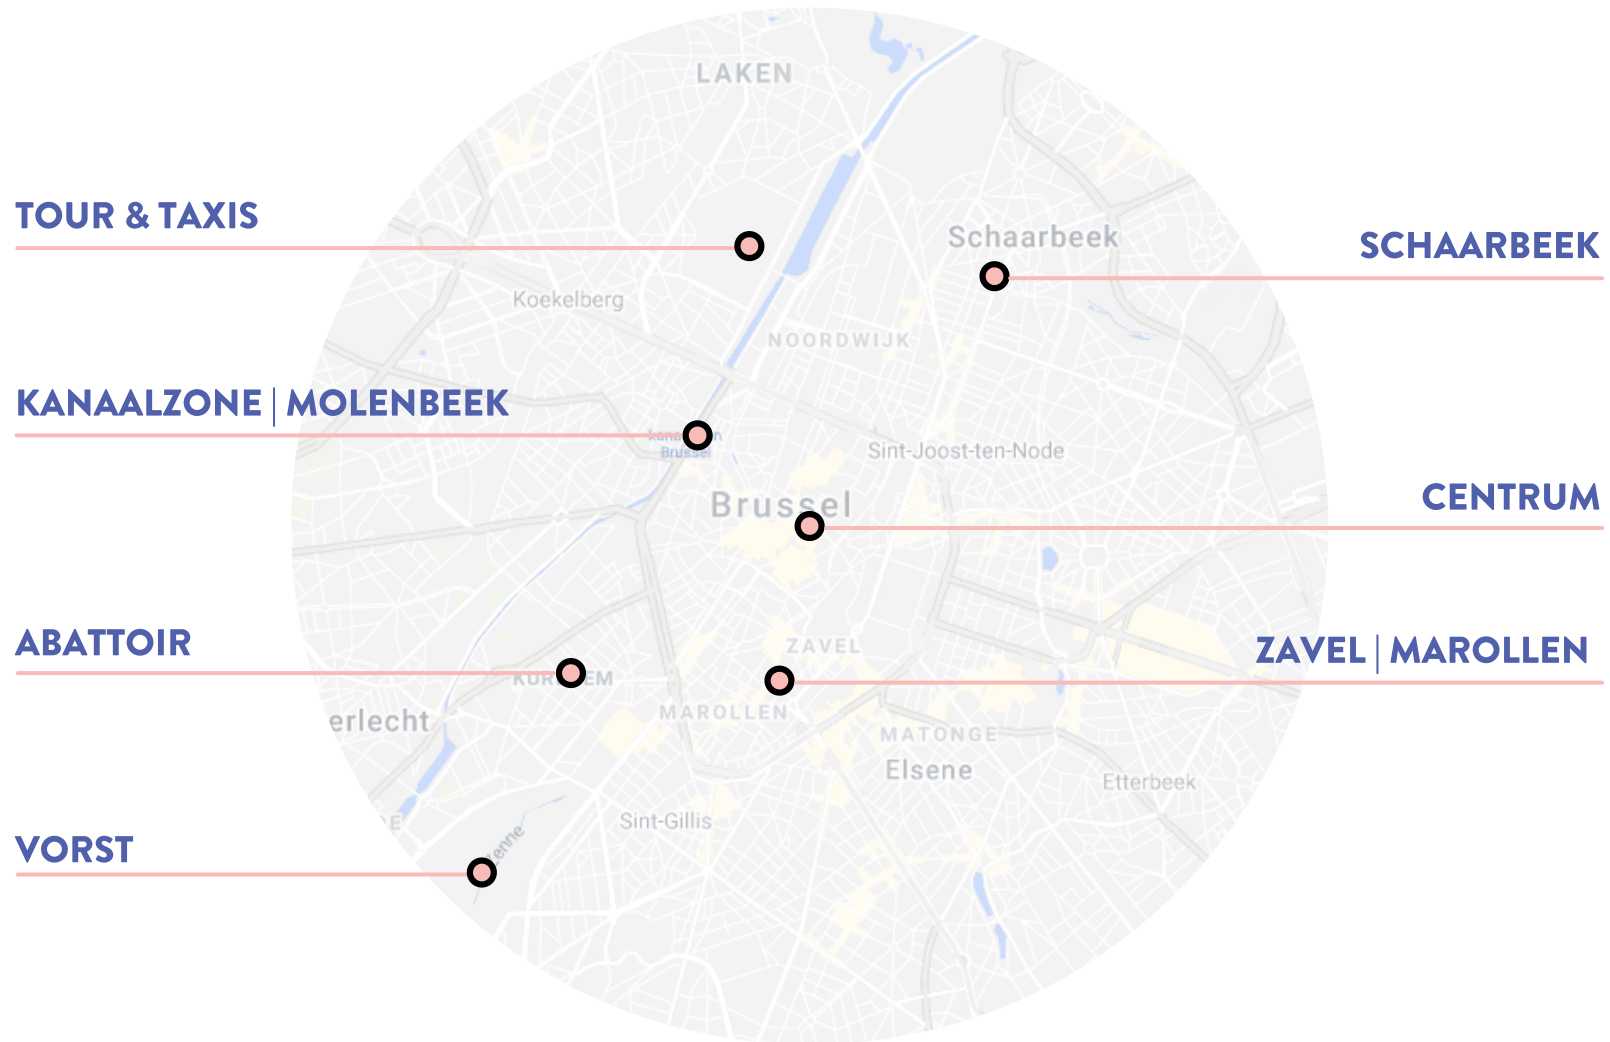 LAKEN
TOUR & TAXIS
Schaarbeek
SCHAARBEEK
Koekelberg
NOORDWIJK
KANAALZONE | MOLENBEEK
Brussel
Sint-Joost-ten-Node
Brussel
CENTRUM
ABATTOIR
ZAVEL
ZAVEL | MAROLLEN
MAROLLEN
erlecht
MATONGE
Elsene
Etterbeek
Sint-Gillis
VORST